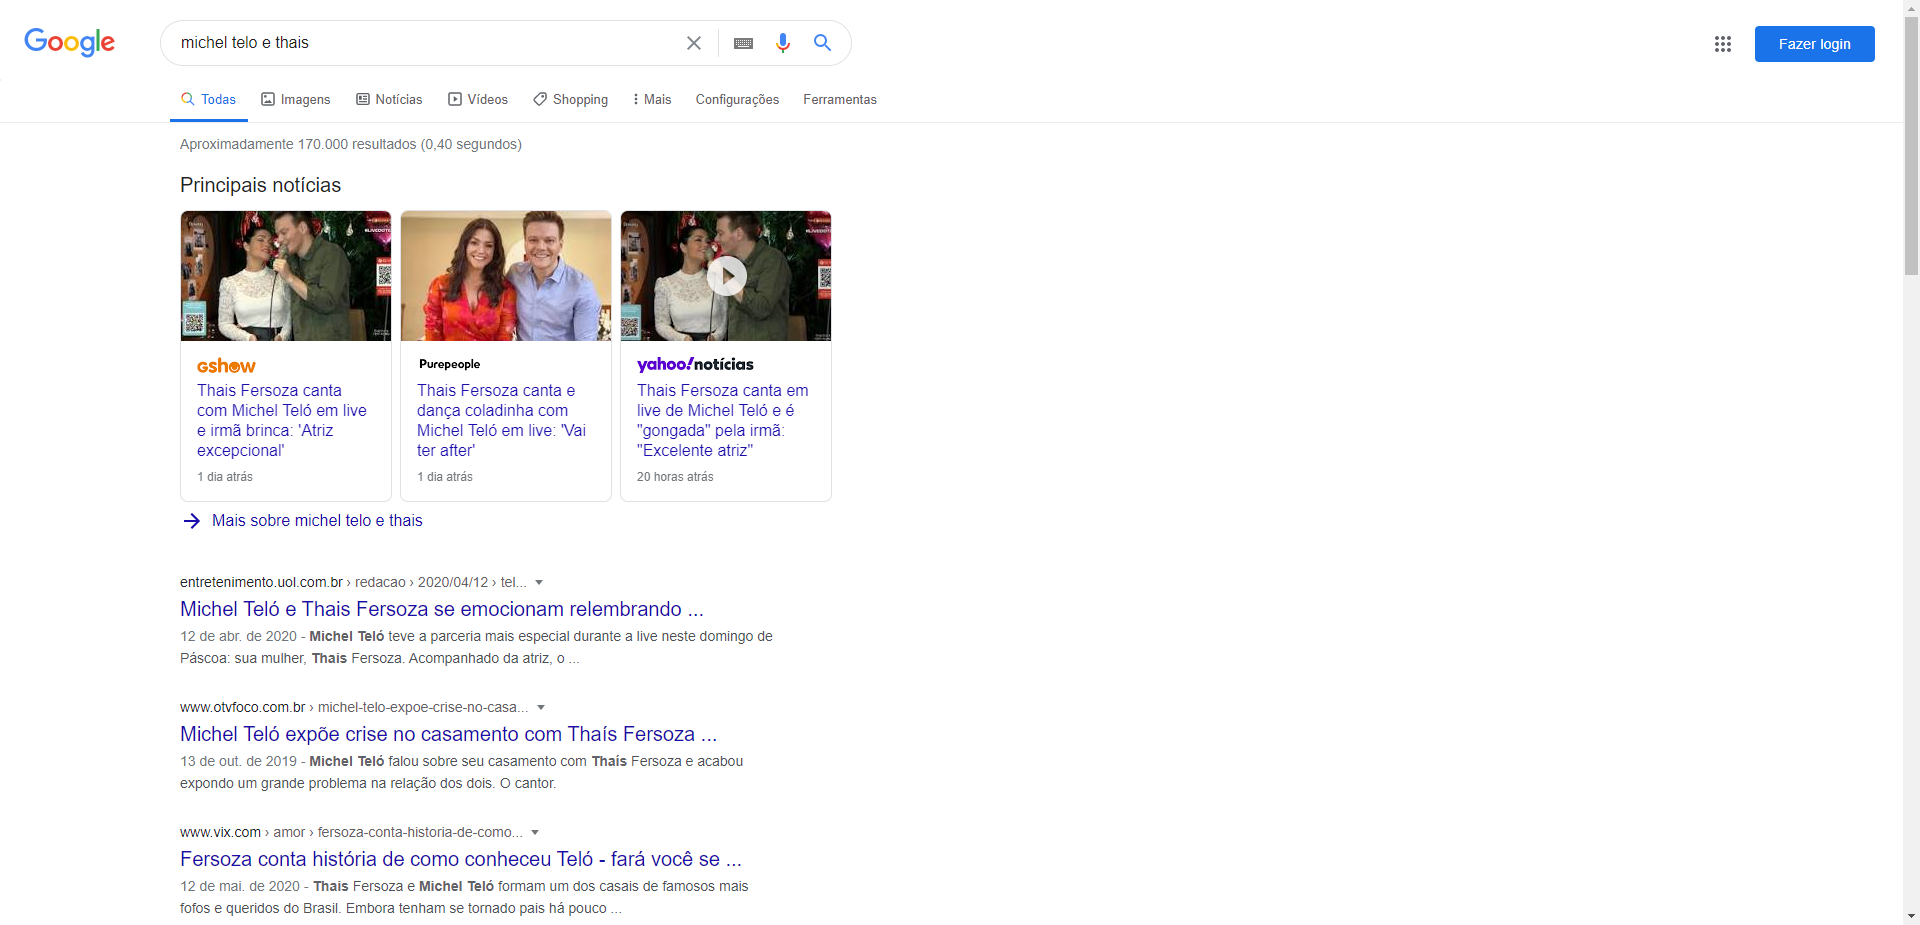 Google
michel telo e thais
Fazer login
Todas
Imagens
Notícias
Vídeos
Shopping
Mais
Configurações
Ferramentas
Aproximadamente 170.000 resultados (0,40 segundos)
Principais notícias
gshow
Thais Fersoza canta
com Michel Teló em live
e irmã brinca: 'Atriz
excepcional'
1 dia atrás
Purepeople
Thais Fersoza canta e
dança coladinha com
Michel Teló em live: 'Vai
ter after'
1 dia atrás
yahoo!notícias
Thais Fersoza canta em
live de Michel Teló e é
"gongada" pela irmã:
"Excelente atriz"
20 horas atrás
Mais sobre michel telo e thais
entretenimento.uol.com.br › redacao › 2020/04/12 › tel...
Michel Teló e Thais Fersoza se emocionam relembrando ...
12 de abr. de 2020 - Michel Teló teve a parceria mais especial durante a live neste domingo de
Páscoa: sua mulher, Thais Fersoza. Acompanhado da atriz, o ...
www.otvfoco.com.br › michel-telo-expoe-crise-no-casa...
Michel Teló expõe crise no casamento com Thaís Fersoza ...
13 de out. de 2019 - Michel Teló falou sobre seu casamento com Thaís Fersoza e acabou
expondo um grande problema na relação dos dois. O cantor.
www.vix.com › amor › fersoza-conta-historia-de-como...
Fersoza conta história de como conheceu Teló - fará você se ...
12 de mai. de 2020 - Thais Fersoza e Michel Teló formam um dos casais de famosos mais
fofos e queridos do Brasil. Embora tenham se tornado pais há pouco ...